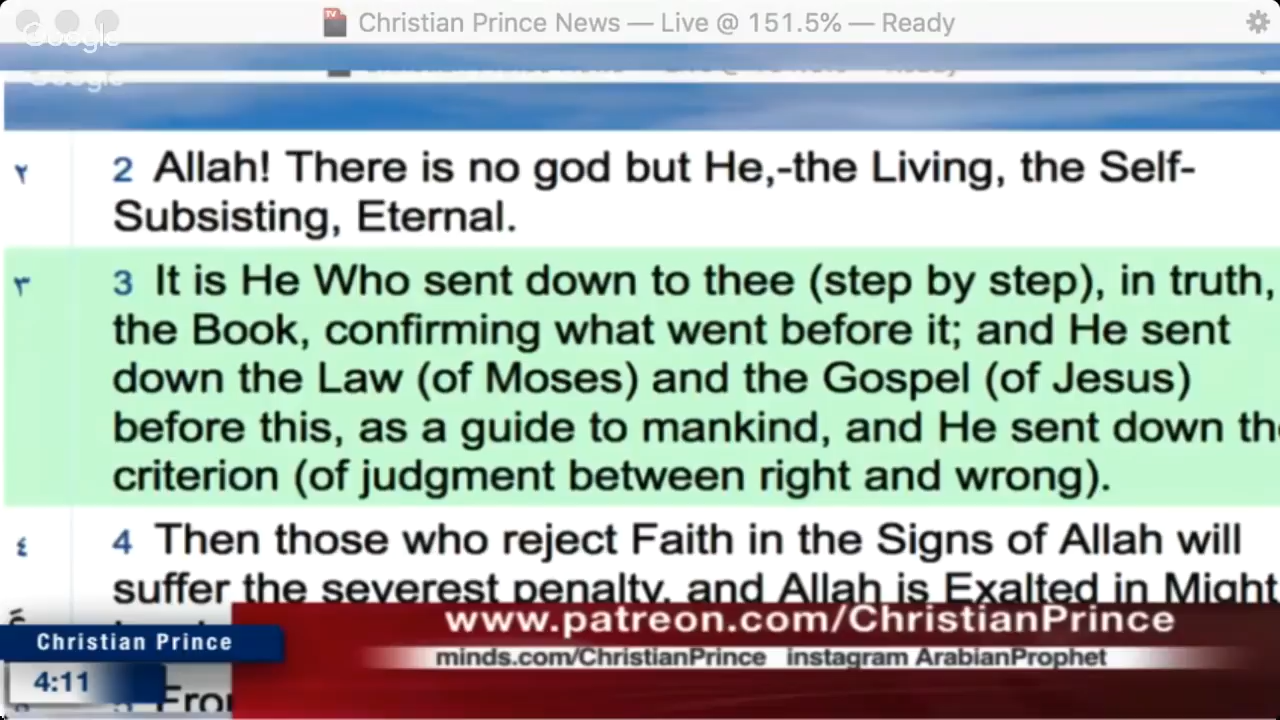 Christian Prince News — Live @ 151.5% — Ready
Google
Google
٢ 2 Allah! There is no god but He,-the Living, the Self-
Subsisting, Eternal.
٣ 3 It is He Who sent down to thee (step by step), in truth,
the Book, confirming what went before it; and He sent
down the Law (of Moses) and the Gospel (of Jesus)
before this, as a guide to mankind, and He sent down
criterion (of judgment between right and wrong).
٤ 4 Then those who reject Faith in the Signs of Allah will
suffer the severest penalty, and Allah is Exalted in Might
www.patreon.com/ChristianPrince
Christian Prince
minds.com/ChristianPrince instagram ArabianProphet
4:11